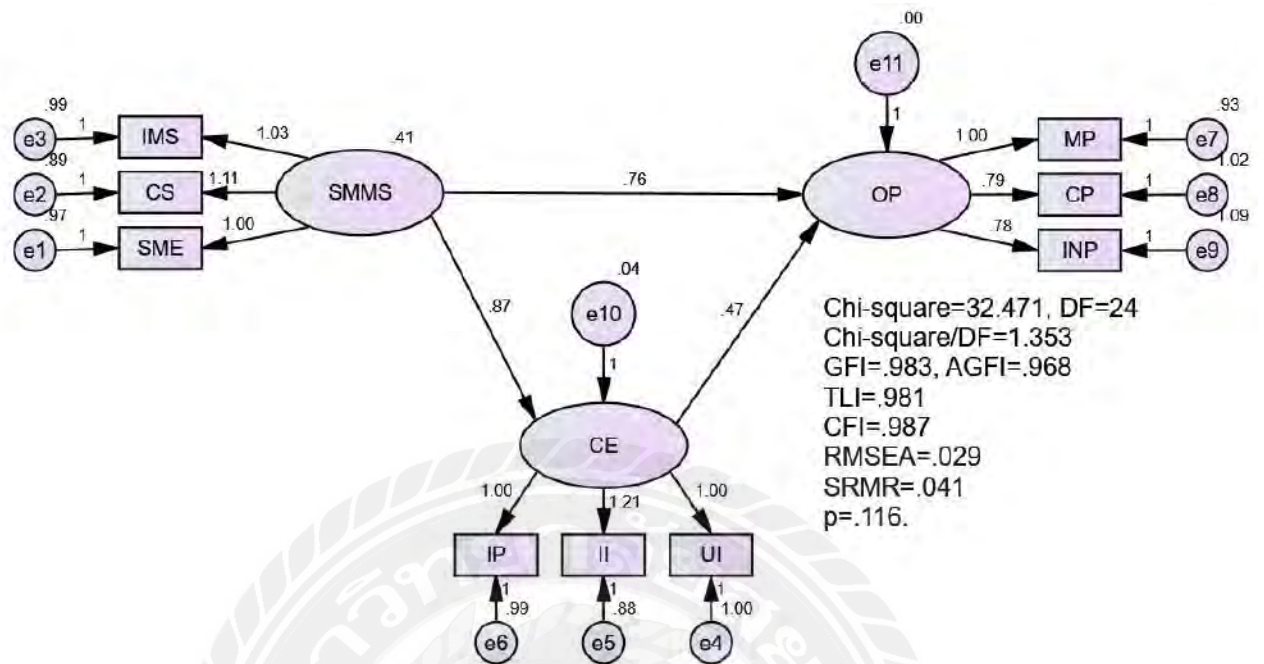 .00
e11
1
.99
e3
1
IMS
1.03
.89
e2
1
CS
1.11
.97
e1
1
SME
1.00
.41
SMMS
.76
OP
1.00
MP
1
.93
e7
.79
CP
1
1.02
e8
.78
INP
1
1.09
e9
.87
.04
e10
1
.47
CE
Chi-square=32.471, DF=24
Chi-square/DF=1.353
GFI=.983, AGFI=.968
TLI=.981
CFI=.987
RMSEA=.029
SRMR=.041
p=.116.
1.00
1.21
1.00
IP
II
UI
1
1
1
.99
.88
1.00
e6
e5
e4